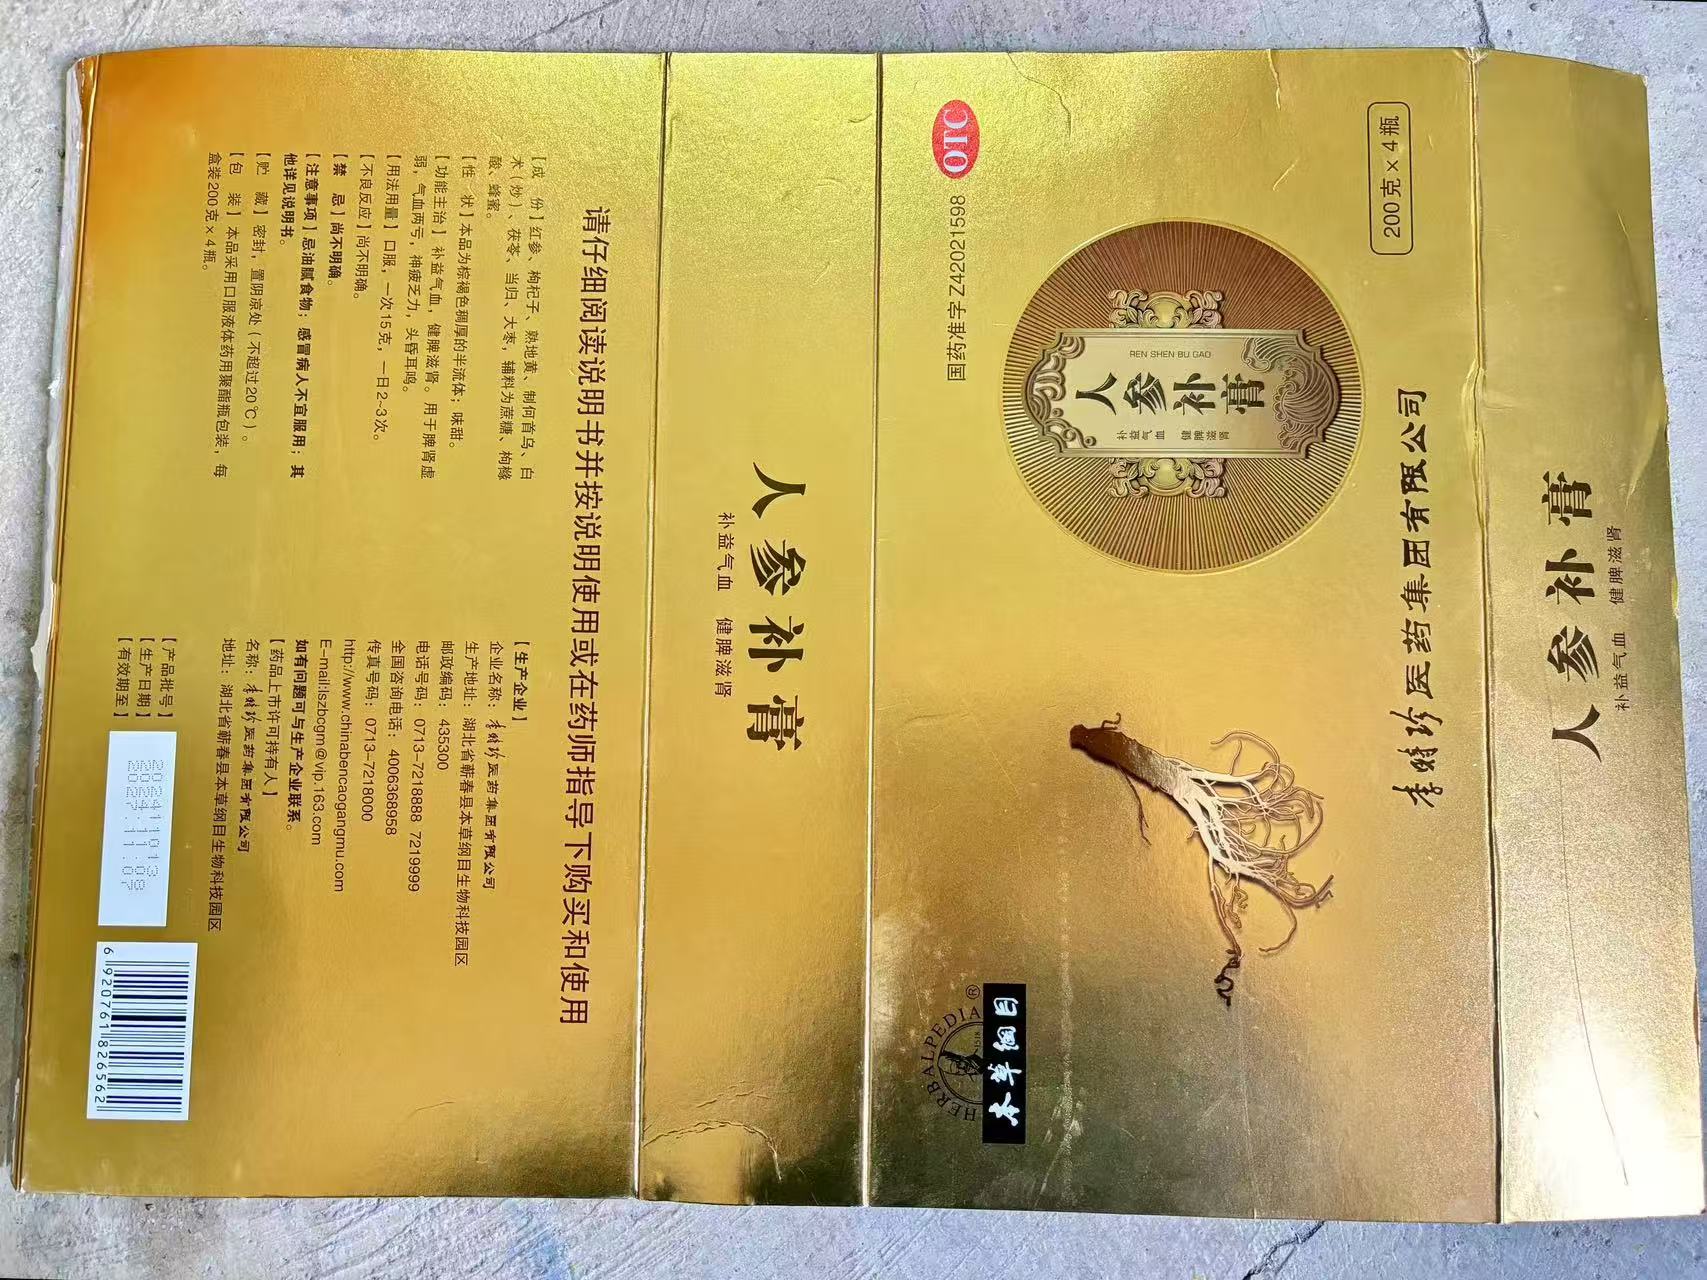 请仔细阅读说明书并按说明使用或在药师指导下购买和使用
【成 份】红参、枸杞子、熟地黄、制何首乌、白
术(炒)、茯苓、当归、大枣，辅料为蔗糖、枸橼
酸、蜂蜜。
【性 状】本品为棕褐色稠厚的半流体；味甜。
【功能主治】补益气血，健脾滋肾。用于脾肾虚
弱，气血两亏，神疲乏力，头昏耳鸣。
【用法用量】口服，一次15克，一日2~3次。
【不良反应】尚不明确。
【禁 忌】尚不明确。
【注意事项】忌油腻食物；感冒病人不宜服用；其
他详见说明书。
【贮 藏】密封，置阴凉处(不超过20℃)。
【包 装】本品采用口服液体药用聚酯瓶包装，每
盒装200克×4瓶。
【生产企业】
企业名称：李时珍医药集团有限公司
生产地址：湖北省蕲春县本草纲目生物科技园区
邮政编码：435300
电话号码：0713-7218888 7219999
全国咨询电话：4006368958
传真号码：0713-7218000
http://www.chinabencaogangmu.com
E-mail:lszbcgm@vip.163.com
如有问题可与生产企业联系。
【药品上市许可持有人】
名称：李时珍医药集团有限公司
地址：湖北省蕲春县本草纲目生物科技园区
【产品批号】
【生产日期】
【有效期至】
20241913
2024.11.08
2027.11.07
6920761826562
人参补膏
补益气血 健脾滋肾
200克×4瓶
OTC
国药准字Z42021598
REN SHEN BU GAO
人参补膏
补益气血 健脾滋肾
李时珍医药集团有限公司
本草纲目
HERBALPEDIA
®
1518
人参补膏
补益气血 健脾滋肾